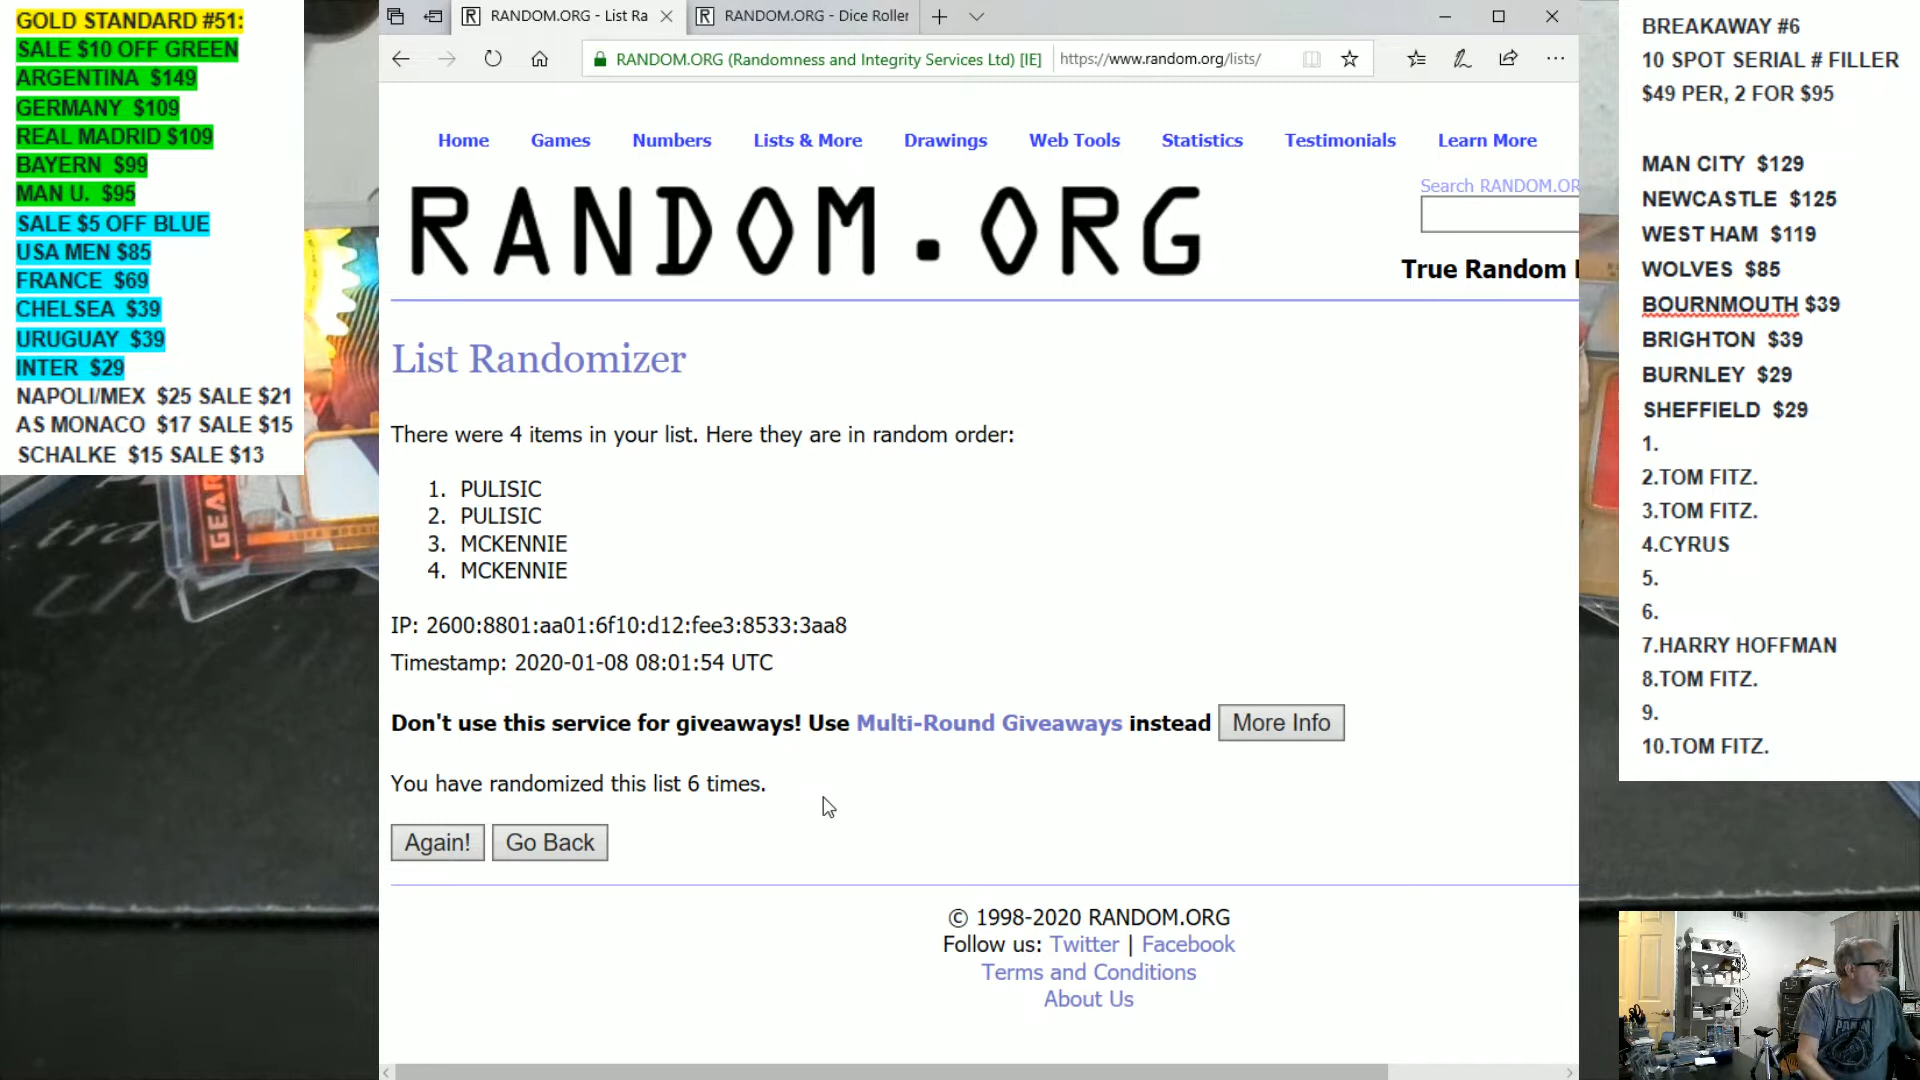 GOLD STANDARD #51:
SALE $10 OFF GREEN
ARGENTINA $149
GERMANY $109
REAL MADRID $109
BAYERN $99
MAN U. $95
SALE $5 OFF BLUE
USA MEN $85
FRANCE $69
CHELSEA $39
URUGUAY $39
INTER $29
NAPOLI/MEX $25 SALE $21
AS MONACO $17 SALE $15
SCHALKE $15 SALE $13
GEAR
RANDOM.ORG - List Ra
RANDOM.ORG - Dice Roller
RANDOM.ORG (Randomness and Integrity Services Ltd) [IE]
https://www.random.org/lists/
Home Games Numbers Lists & More Drawings Web Tools Statistics Testimonials Learn More
RANDOM.ORG
Search RANDOM.OR
True Random
List Randomizer
There were 4 items in your list. Here they are in random order:
1. PULISIC
2. PULISIC
3. MCKENNIE
4. MCKENNIE
IP: 2600:8801:aa01:6f10:d12:fee3:8533:3aa8
Timestamp: 2020-01-08 08:01:54 UTC
Don't use this service for giveaways! Use Multi-Round Giveaways instead More Info
You have randomized this list 6 times.
Again! Go Back
© 1998-2020 RANDOM.ORG
Follow us: Twitter | Facebook
Terms and Conditions
About Us
BREAKAWAY #6
10 SPOT SERIAL # FILLER
$49 PER, 2 FOR $95
MAN CITY $129
NEWCASTLE $125
WEST HAM $119
WOLVES $85
BOURNMOUTH $39
BRIGHTON $39
BURNLEY $29
SHEFFIELD $29
1.
2.TOM FITZ.
3.TOM FITZ.
4.CYRUS
5.
6.
7.HARRY HOFFMAN
8.TOM FITZ.
9.
10.TOM FITZ.